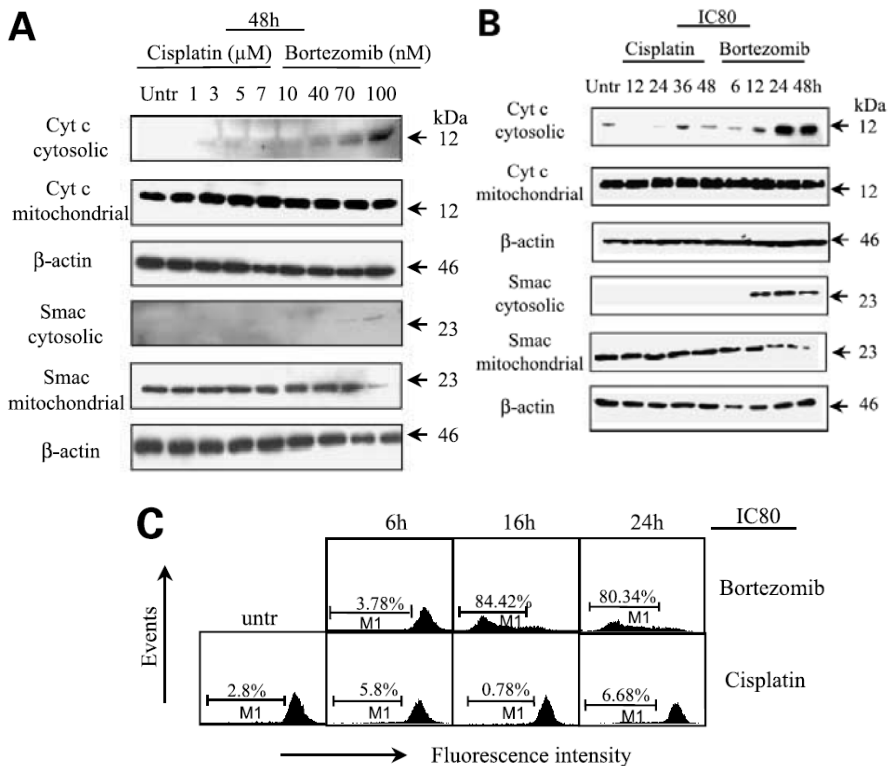 A
48h
Cisplatin (μM) Bortezomib (nM)
Untr 1 3 5 7 10 40 70 100
kDa
Cyt c
cytosolic
12
Cyt c
mitochondrial
12
β-actin
46
Smac
cytosolic
23
Smac
mitochondrial
23
β-actin
46
B
IC80
Cisplatin Bortezomib
Untr 12 24 36 48 6 12 24 48h
kDa
Cyt c
cytosolic
12
Cyt c
mitochondrial
12
β-actin
46
Smac
cytosolic
23
Smac
mitochondrial
23
β-actin
46
C
6h 16h 24h IC80
Events
3.78% 84.42% 80.34%
M1 M1 M1
Bortezomib
untr
2.8% 5.8% 0.78% 6.68%
M1 M1 M1 M1
Cisplatin
Fluorescence intensity